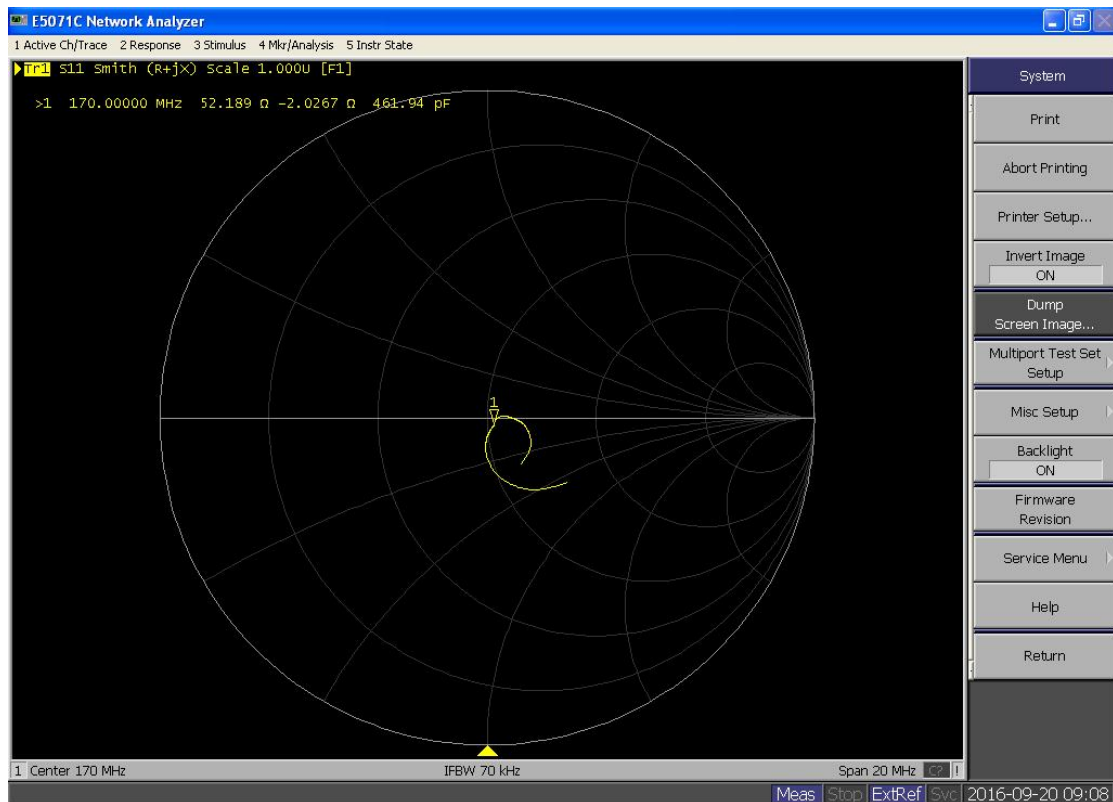 E5071C Network Analyzer
1 Active Ch/Trace 2 Response 3 Stimulus 4 Mkr/Analysis 5 Instr State
Tr1 S11 Smith (R+jX) Scale 1.000U [F1]
>1 170.00000 MHz 52.189 Ω -2.0267 Ω 461.94 pF
1
System
Print
Abort Printing
Printer Setup...
Invert Image
ON
Dump
Screen Image...
Multiport Test Set
Setup
Misc Setup
Backlight
ON
Firmware
Revision
Service Menu
Help
Return
1 Center 170 MHz IFBW 70 kHz Span 20 MHz C? !
Meas Stop ExtRef Svc 2016-09-20 09:08